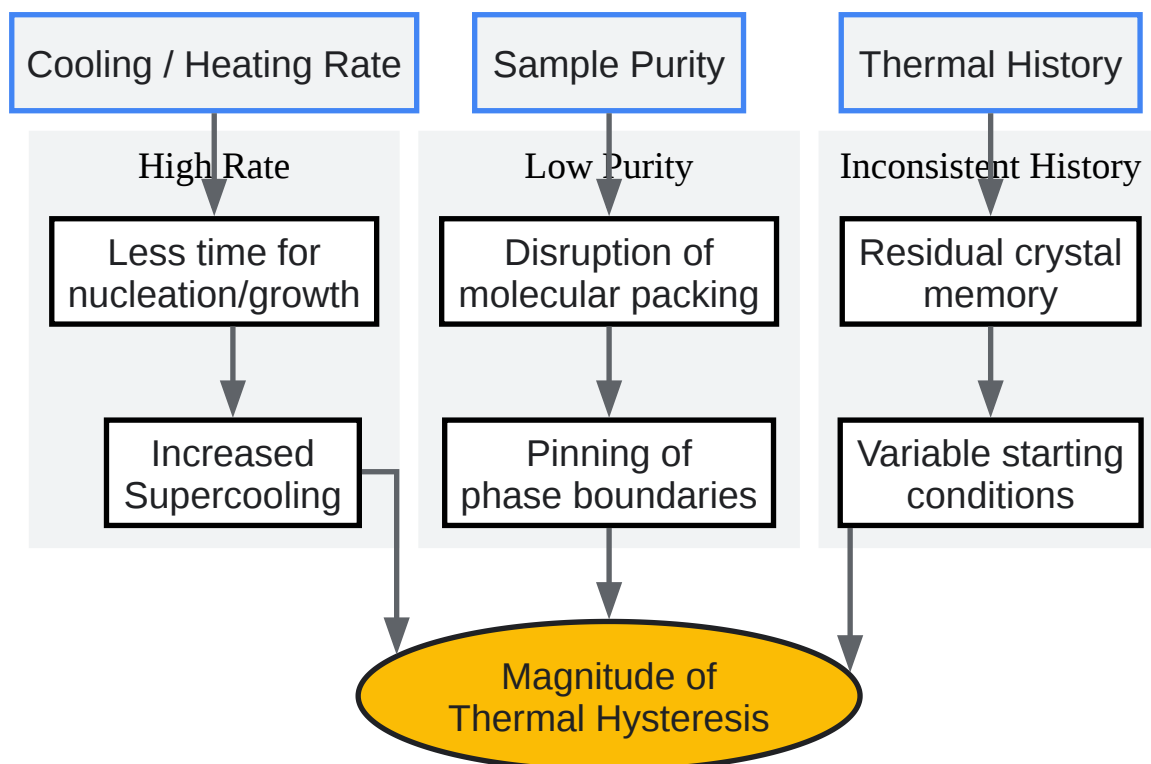 Cooling / Heating Rate
Sample Purity
Thermal History
High Rate
Low Purity
Inconsistent History
Less time for
nucleation/growth
Disruption of
molecular packing
Residual crystal
memory
Increased
Supercooling
Pinning of
phase boundaries
Variable starting
conditions
Magnitude of
Thermal Hysteresis